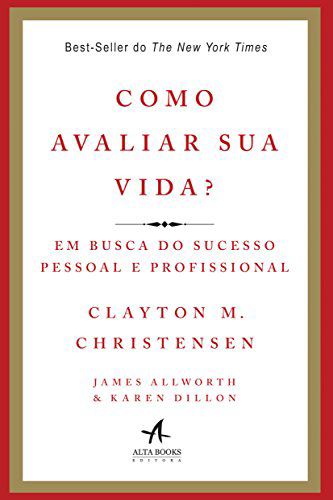 Best-Seller do The New York Times
COMO
AVALIAR SUA
VIDA?
EM BUSCA DO SUCESSO
PESSOAL E PROFISSIONAL
CLAYTON M.
CHRISTENSEN
JAMES ALLWORTH
& KAREN DILLON
ALTA BOOKS
EDITORA